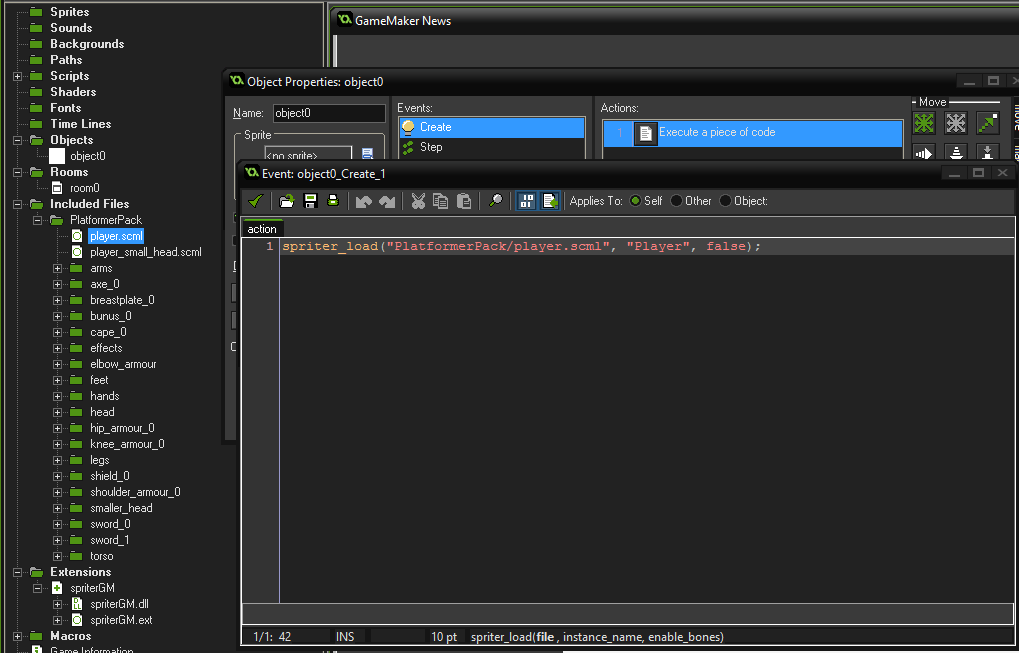 Sprites
Sounds
Backgrounds
Paths
Scripts
Shaders
Fonts
Time Lines
Objects
object0
Rooms
room0
Included Files
PlatformerPack
player.scml
player_small_head.scml
arms
axe_0
breastplate_0
bunus_0
cape_0
effects
elbow_armour
feet
hands
head
hip_armour_0
knee_armour_0
legs
shield_0
shoulder_armour_0
smaller_head
sword_0
sword_1
torso
Extensions
spriterGM
spriterGM.dll
spriterGM.ext
Macros
Game Information
GameMaker News
Object Properties: object0
Name: object0
Sprite
<no sprite>
Events:
Create
Step
Actions:
1 Execute a piece of code
Move
Event: object0_Create_1
Applies To: Self Other Object:
action
1 spriter_load("PlatformerPack/player.scml", "Player", false);
1/1: 42 INS 10 pt spriter_load(file , instance_name, enable_bones)